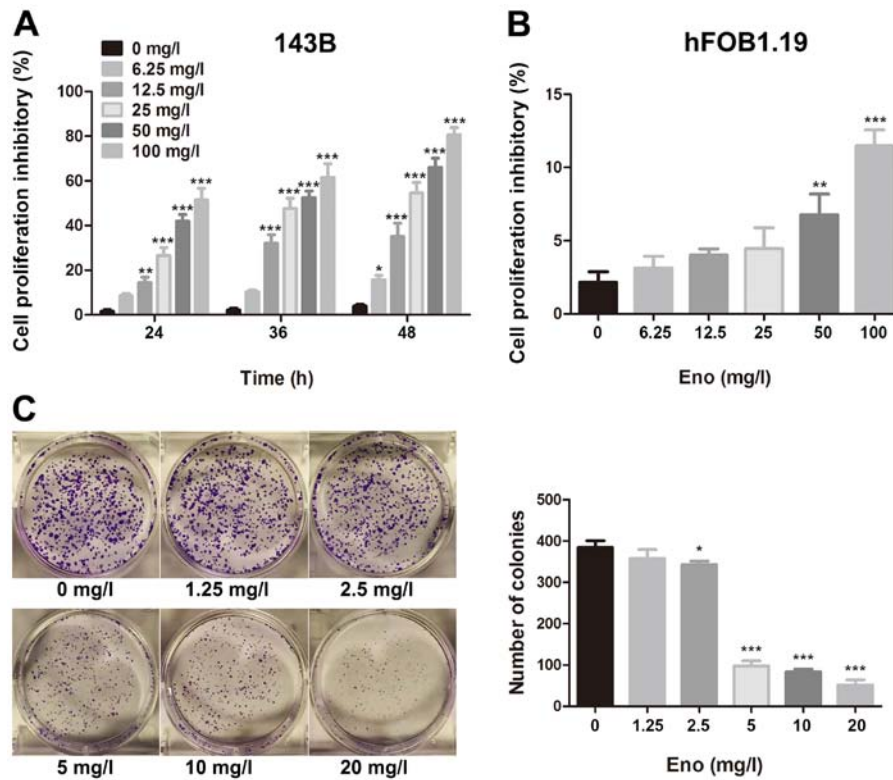 A
143B
0 mg/l
6.25 mg/l
12.5 mg/l
25 mg/l
50 mg/l
100 mg/l
Cell proliferation inhibitory (%)
100
80
60
40
20
0
** *** *** ***
*** *** *** ***
* *** *** *** ***
24 36 48
Time (h)
B
hFOB1.19
Cell proliferation inhibitory (%)
15
10
5
0
** ***
0 6.25 12.5 25 50 100
Eno (mg/l)
C
0 mg/l 1.25 mg/l 2.5 mg/l
5 mg/l 10 mg/l 20 mg/l
Number of colonies
500
400
300
200
100
0
* *** *** ***
0 1.25 2.5 5 10 20
Eno (mg/l)